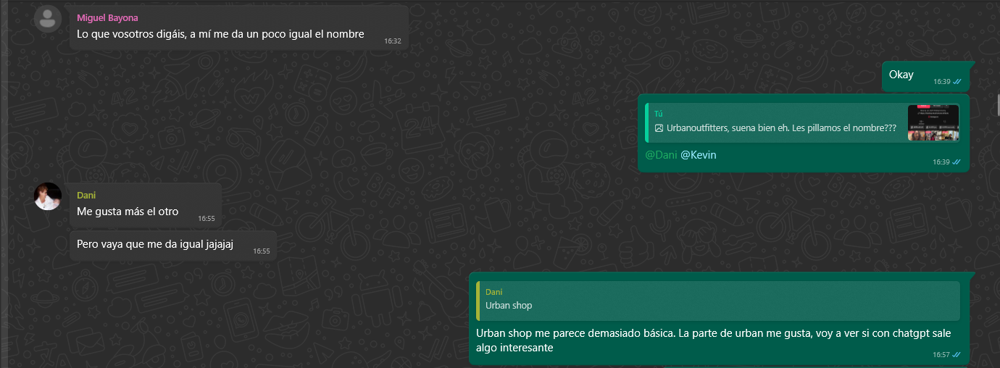 Miguel Bayona
Lo que vosotros digáis, a mí me da un poco igual el nombre
16:32
Okay
16:39
Tú
Urbanoutfitters, suena bien eh. Les pillamos el nombre???
@Dani @Kevin
16:39
Dani
Me gusta más el otro
16:55
Pero vaya que me da igual jajajaj
16:55
Dani
Urban shop
Urban shop me parece demasiado básica. La parte de urban me gusta, voy a ver si con chatgpt sale
algo interesante
16:57